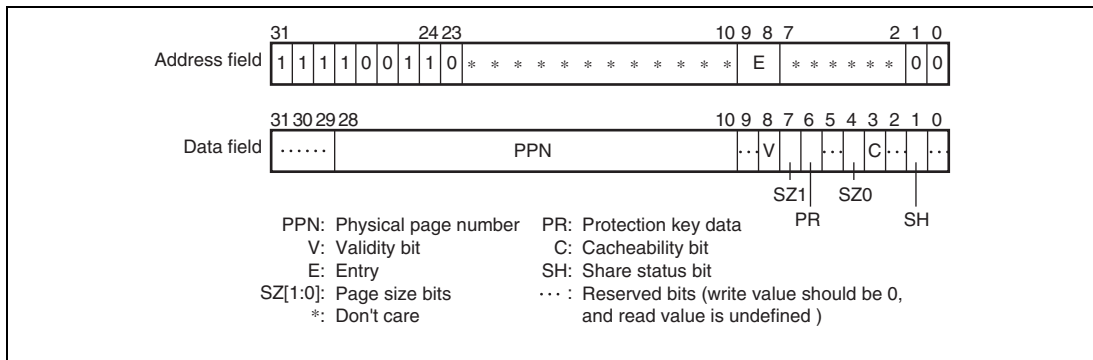 31 24 23 10 9 8 7 2 1 0
Address field 1 1 1 1 0 0 1 1 0 * * * * * * * * * * * * * E * * * * * * 0 0
31 30 29 28 10 9 8 7 6 5 4 3 2 1 0
Data field ...... PPN ... V ... C ... ...
SZ1 SZ0
PR SH
PPN: Physical page number PR: Protection key data
V: Validity bit C: Cacheability bit
E: Entry SH: Share status bit
SZ[1:0]: Page size bits ... : Reserved bits (write value should be 0,
*: Don't care and read value is undefined )